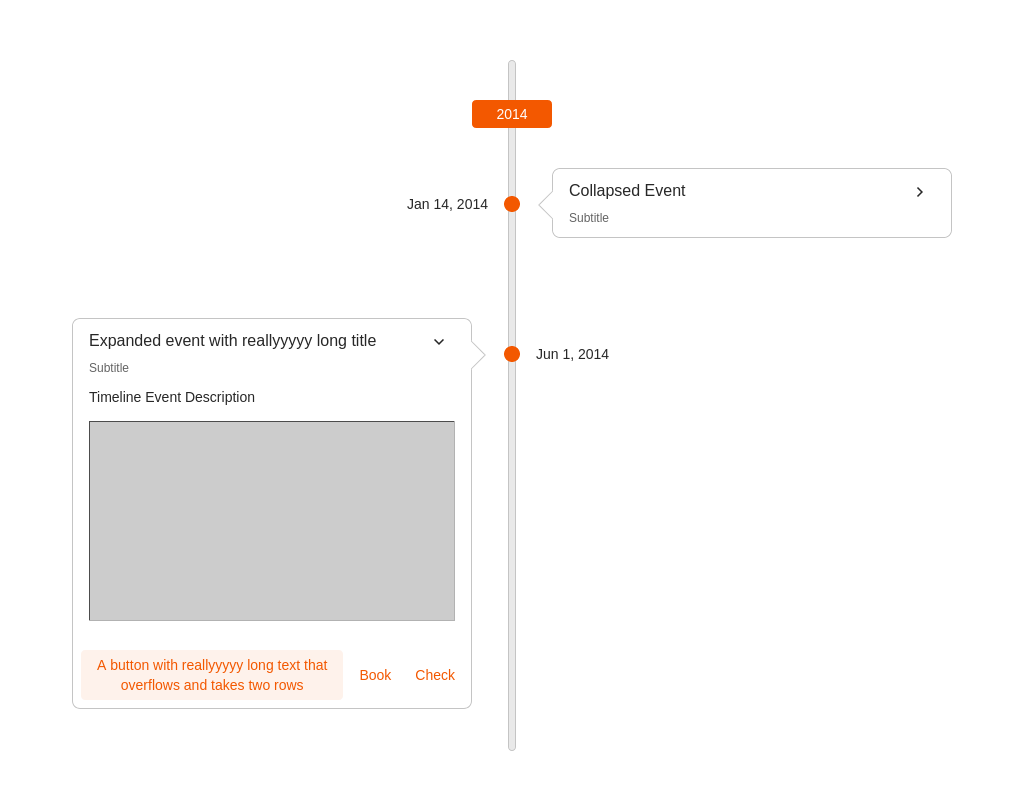 2014
Jan 14, 2014
Collapsed Event
Subtitle
Expanded event with reallyyyyy long title
Subtitle
Jun 1, 2014
Timeline Event Description
A button with reallyyyyy long text that
overflows and takes two rows
Book
Check